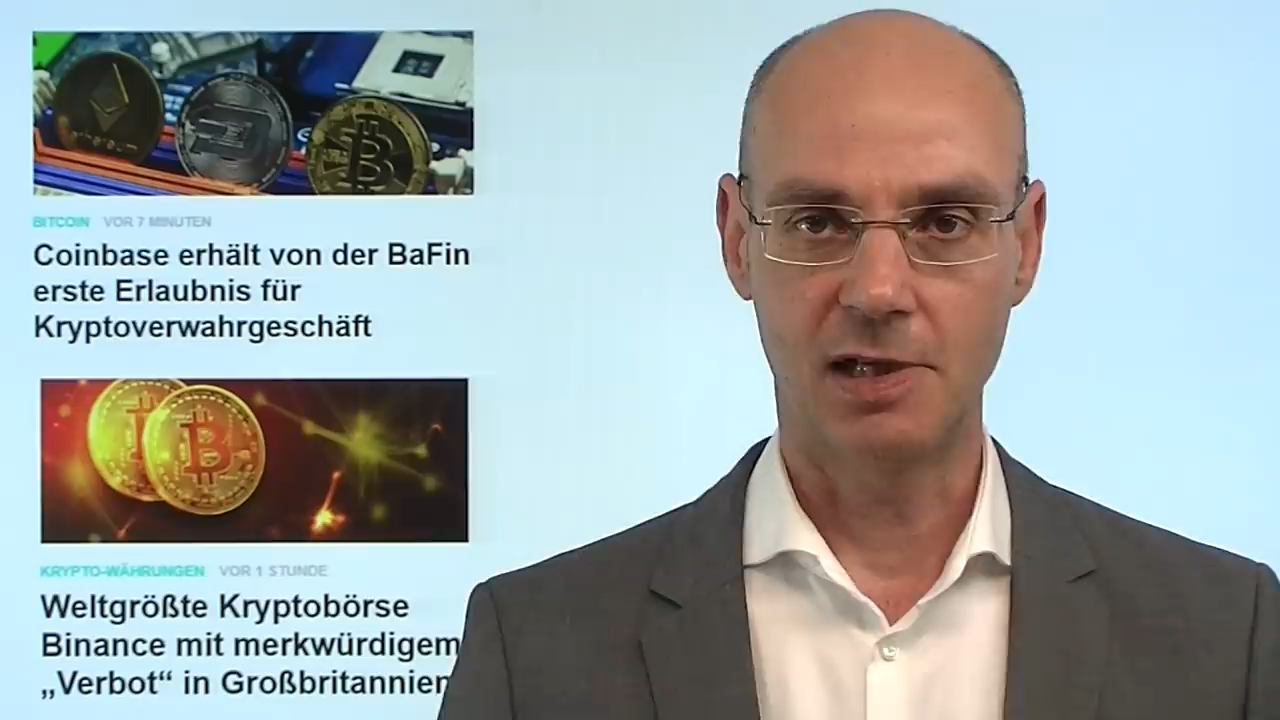 ethereum
BITCOIN VOR 7 MINUTEN
Coinbase erhält von der BaFin
erste Erlaubnis für
Kryptoverwahrgeschäft
KRYPTO-WÄHRUNGEN VOR 1 STUNDE
Weltgrößte Kryptobörse
Binance mit merkwürdigem
„Verbot“ in Großbritannien